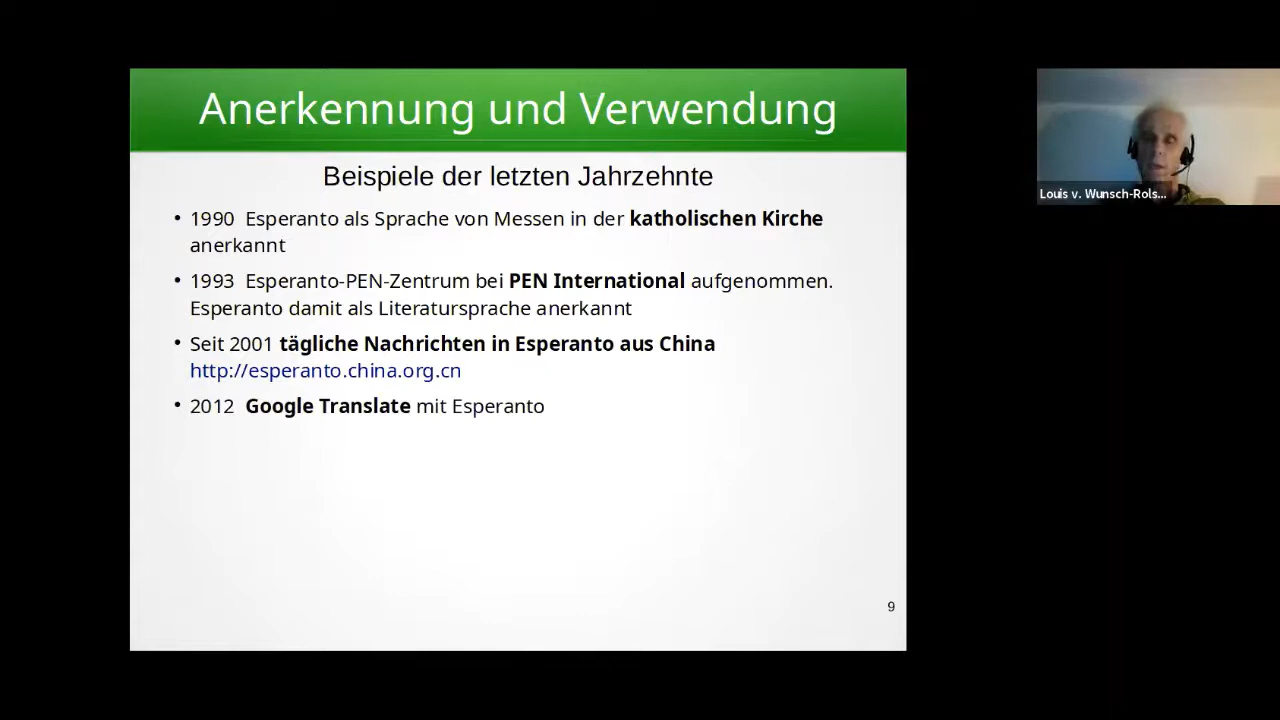 Anerkennung und Verwendung
Beispiele der letzten Jahrzehnte
• 1990 Esperanto als Sprache von Messen in der katholischen Kirche
anerkannt
• 1993 Esperanto-PEN-Zentrum bei PEN International aufgenommen.
Esperanto damit als Literatursprache anerkannt
• Seit 2001 tägliche Nachrichten in Esperanto aus China
http://esperanto.china.org.cn
• 2012 Google Translate mit Esperanto
9
Louis v. Wunsch-Rols...